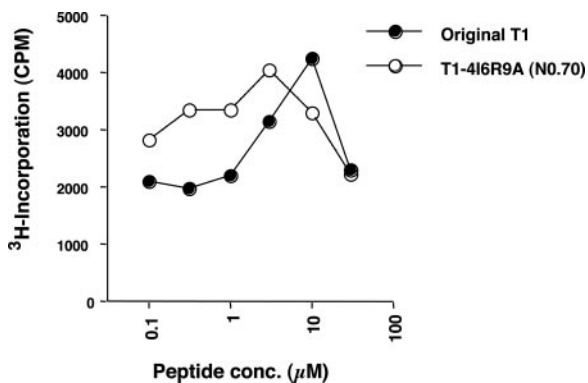 5000
4000
3000
2000
1000
0
³H-Incorporation (CPM)
0.1
1
10
100
Peptide conc. (µM)
Original T1
T1-4I6R9A (N0.70)